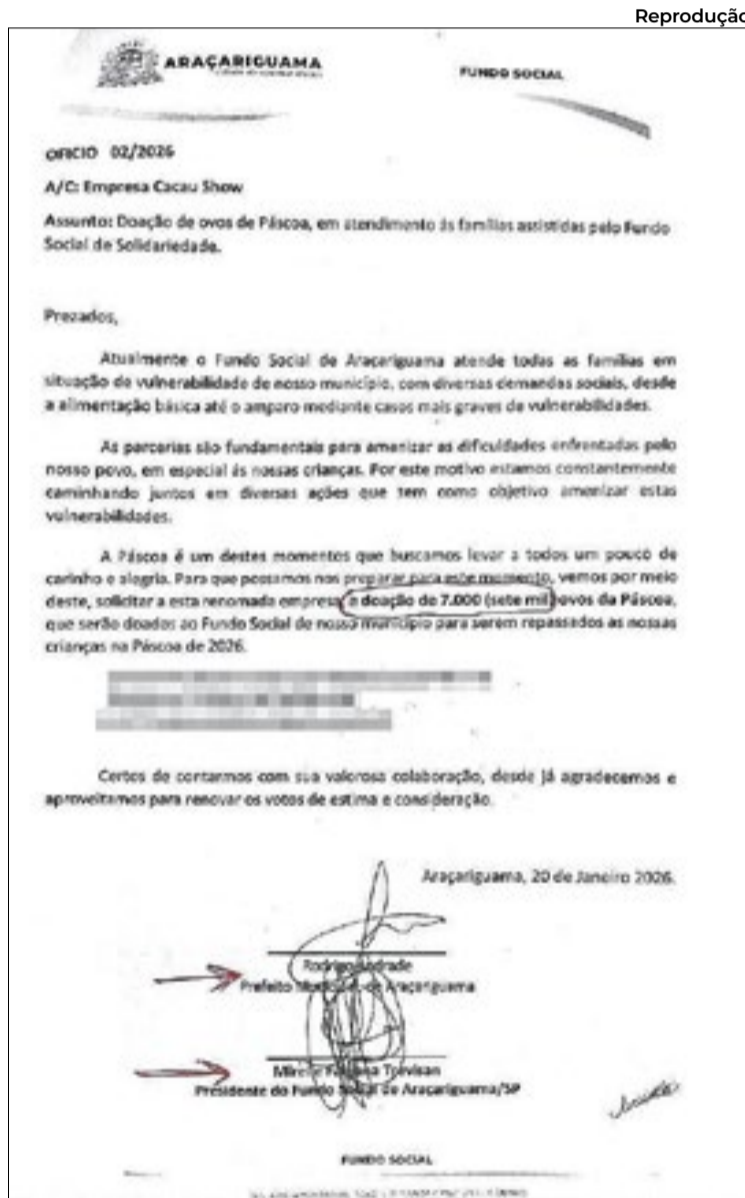 Reprodução
ARAÇARIGUAMA
FUNDO SOCIAL
OFICIO 02/2026
A/C: Empresa Cacau Show
Assunto: Doação de ovos de Páscoa, em atendimento ás famílias assistidas pelo Fundo
Social de Solidariedade.
Prezados,
Atualmente o Fundo Social de Araçariguama atende todas as famílias em
situação de vulnerabilidade de nosso município, com diversas demandas sociais, desde
a alimentação básica até o amparo mediante casos mais graves de vulnerabilidades.
As parcerias são fundamentais para amenizar as dificuldades enfrentadas pelo
nosso povo, em especial ás nossas crianças. Por este motivo estamos constantemente
caminhando juntos em diversas ações que tem como objetivo amenizar estas
vulnerabilidades.
A Páscoa é um destes momentos que buscamos levar a todos um pouco de
carinho e alegria. Para que possamos nos preparar para este momento, vemos por meio
deste, solicitar a esta renomada empresa, a doação de 7.000 (sete mil) ovos da Páscoa,
que serão doados ao Fundo Social de nosso município para serem repassados as nossas
crianças na Páscoa de 2026.
Certos de contarmos com sua valorosa colaboração, desde já agradecemos e
aproveitamos para renovar os votos de estima e consideração.
Araçariguama, 20 de Janeiro 2026.
Rodrigo Andrade
Prefeito Municipal de Araçariguama
Trevisan
Presidente do Fundo Social de Araçariguama/SP
FUNDO SOCIAL